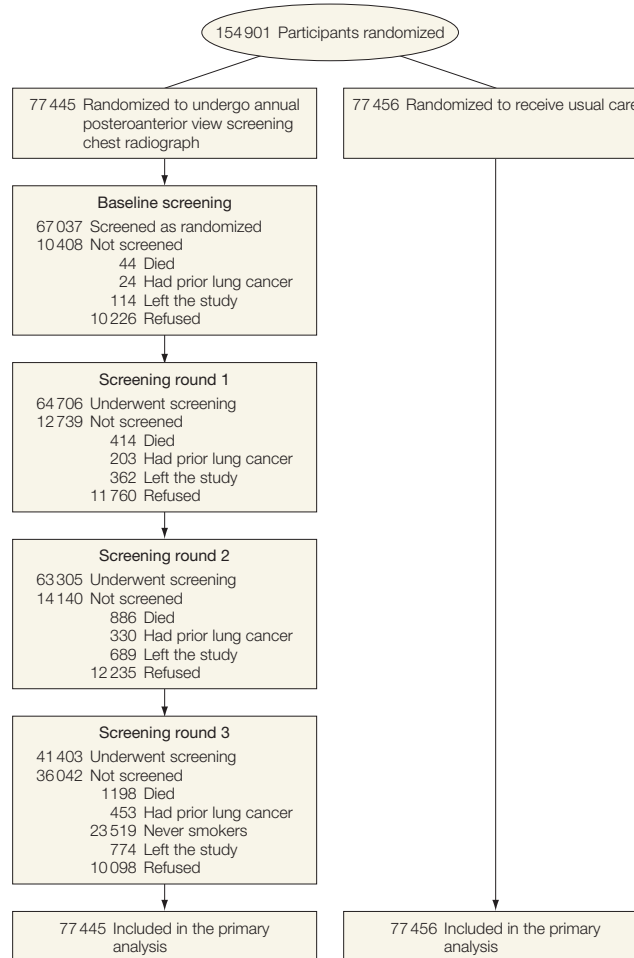 154 901 Participants randomized
77 445 Randomized to undergo annual
posteroanterior view screening
chest radiograph
77 456 Randomized to receive usual care
Baseline screening
67 037 Screened as randomized
10 408 Not screened
44 Died
24 Had prior lung cancer
114 Left the study
10 226 Refused
Screening round 1
64 706 Underwent screening
12 739 Not screened
414 Died
203 Had prior lung cancer
362 Left the study
11 760 Refused
Screening round 2
63 305 Underwent screening
14 140 Not screened
886 Died
330 Had prior lung cancer
689 Left the study
12 235 Refused
Screening round 3
41 403 Underwent screening
36 042 Not screened
1198 Died
453 Had prior lung cancer
23 519 Never smokers
774 Left the study
10 098 Refused
77 445 Included in the primary
analysis
77 456 Included in the primary
analysis